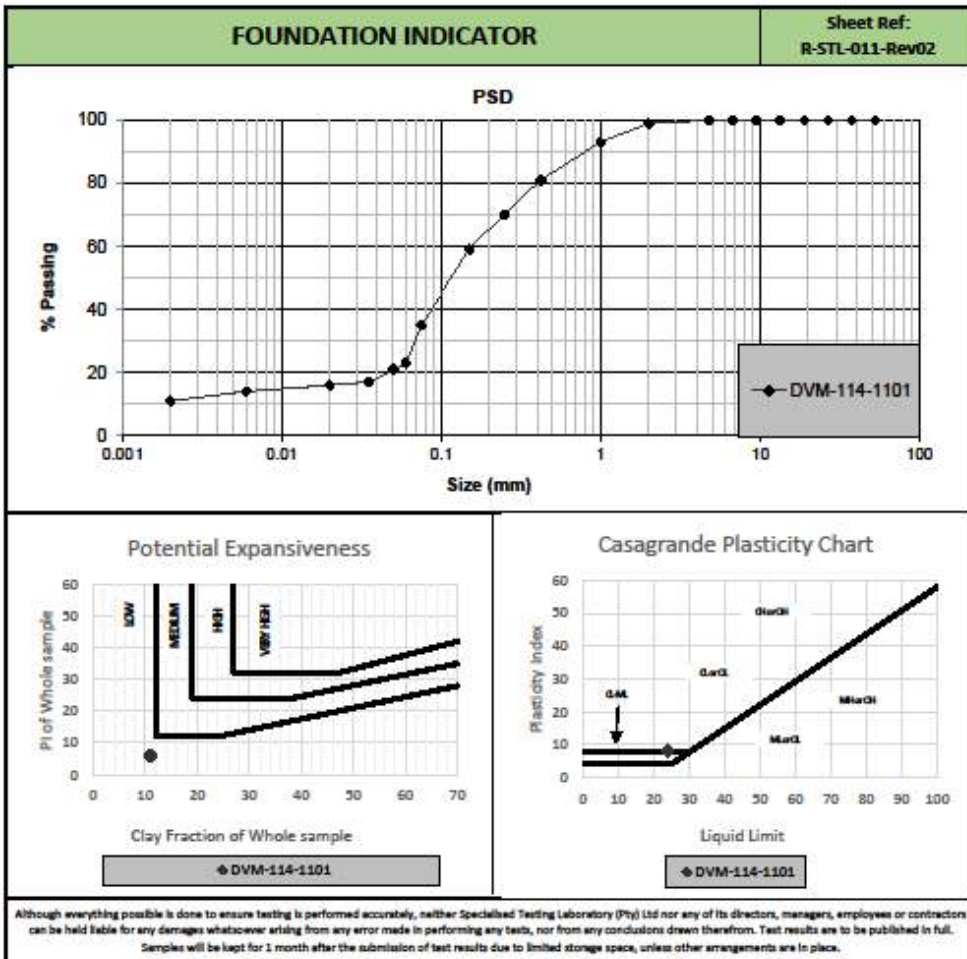 FOUNDATION INDICATOR
Sheet Ref:
R-STL-011-Rev02
PSD
% Passing
100
80
60
40
20
0
0.001
0.01
0.1
1
10
100
Size (mm)
DVM-114-1101
Potential Expansiveness
PI of Whole sample
60
50
40
30
20
10
0
LOW
MEDIUM
HIGH
VERY HIGH
0 10 20 30 40 50 60 70
Clay Fraction of Whole sample
DVM-114-1101
Casagrande Plasticity Chart
Plasticity Index
60
50
40
30
20
10
0
0 10 20 30 40 50 60 70 80 90 100
Liquid Limit
DVM-114-1101
Although everything possible is done to ensure testing is performed accurately, neither Specialised Testing Laboratory (Pty) Ltd nor any of its directors, managers, employees or contractors
can be held liable for any damages whatsoever arising from any error made in performing any tests, nor from any conclusions drawn therefrom. Test results are to be published in full.
Samples will be kept for 1 month after the submission of test results due to limited storage space, unless other arrangements are in place.